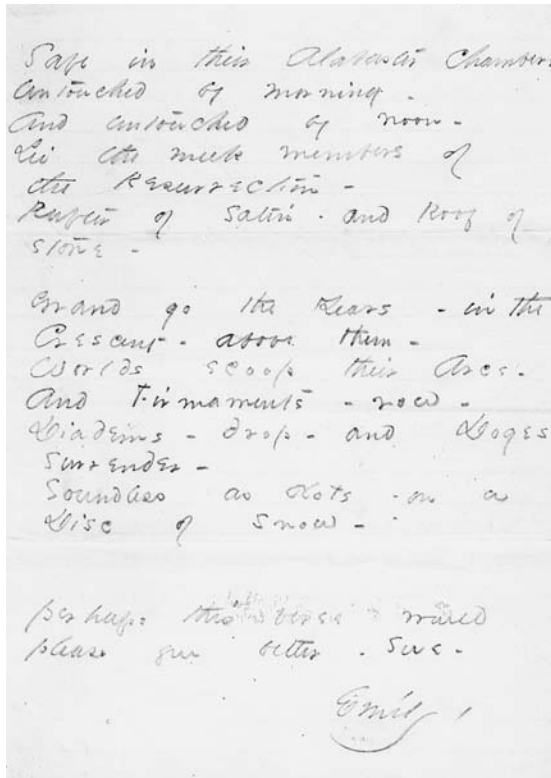 Safe in their Alabaster Chambers
Untouched by morning -
And untouched by noon -
Lie the meek members of
the Resurrection -
Rafter of Satin - and Roof of
stone -
Grand go the Years - in the
Crescent - above them -
Worlds scoop their Arcs -
And Firmaments - row -
Diadems - drop - and Doges
surrender -
Soundless as dots - on a
Disc of snow -
perhaps this verse would
please you better - Sue -
Emily -